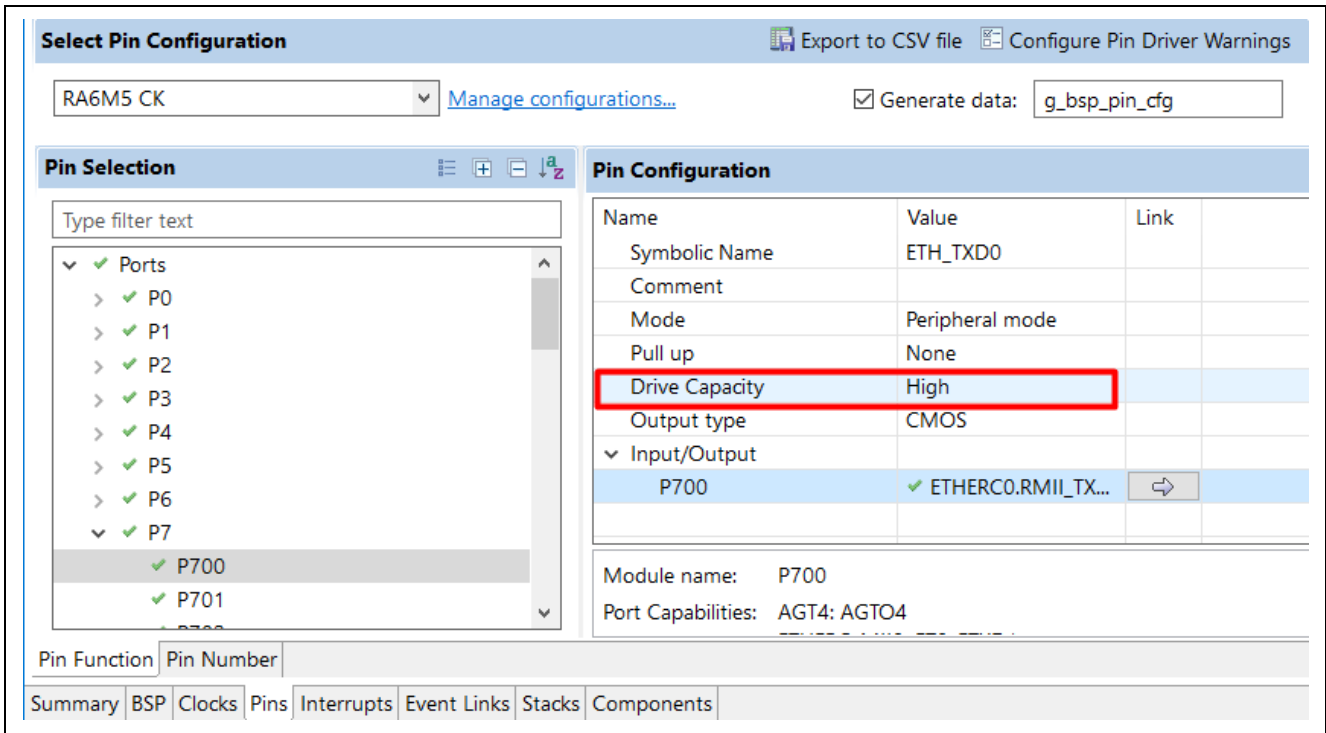 Select Pin Configuration Export to CSV file Configure Pin Driver Warnings
RA6M5 CK Manage configurations... Generate data: g_bsp_pin_cfg
Pin Selection
Type filter text
Ports
P0
P1
P2
P3
P4
P5
P6
P7
P700
P701
Pin Configuration
Name Value Link
Symbolic Name ETH_TXD0
Comment
Mode Peripheral mode
Pull up None
Drive Capacity High
Output type CMOS
Input/Output
P700 ETHERC0.RMII_TX...
Module name: P700
Port Capabilities: AGT4: AGTO4
Pin Function Pin Number
Summary BSP Clocks Pins Interrupts Event Links Stacks Components